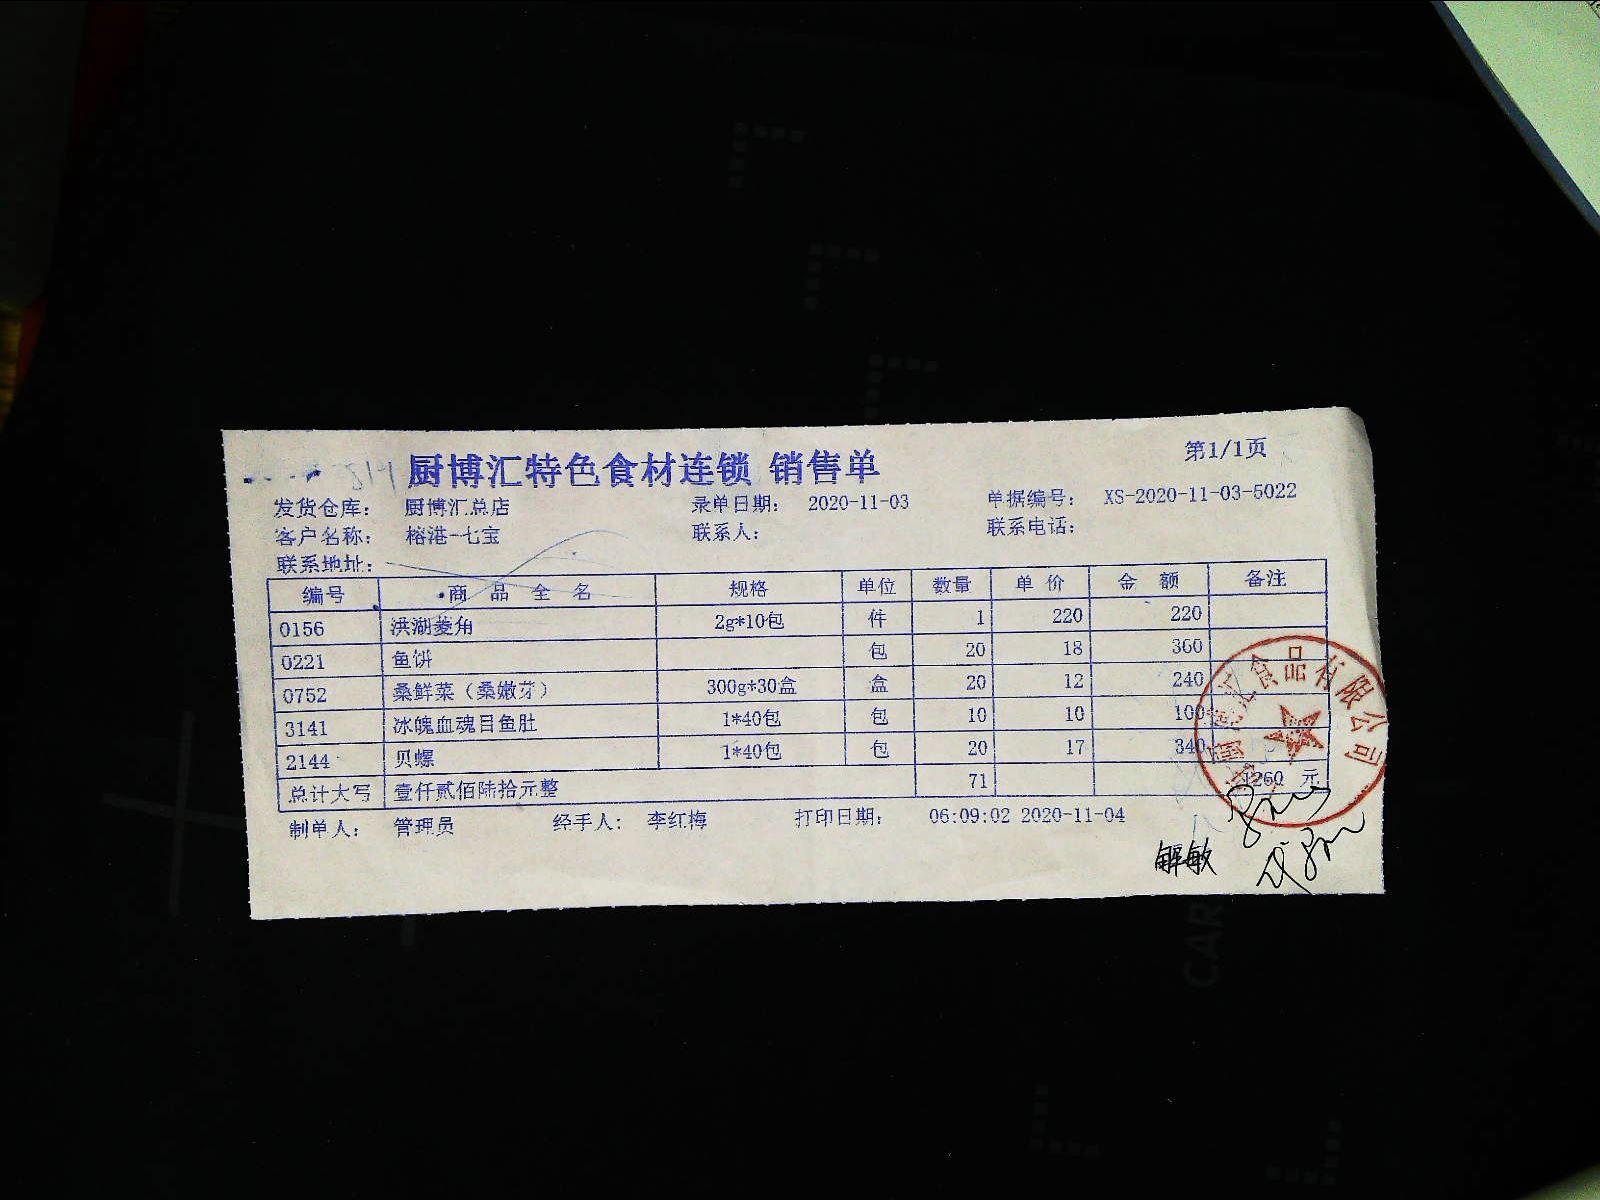 第1/1页
厨博汇特色食材连锁 销售单
发货仓库： 厨博汇总店 录单日期： 2020-11-03 单据编号： XS-2020-11-03-5022
客户名称： 榕港-七宝 联系人： 联系电话：
联系地址：
编号 商 品 全 名 规格 单位 数量 单 价 金 额 备注
0156 洪湖菱角 2g*10包 件 1 220 220
0221 鱼饼 包 20 18 360
0752 桑鲜菜（桑嫩芽） 300g*30盒 盒 20 12 240
3141 冰魄血魂目鱼肚 1*40包 包 10 10 100
2144 贝螺 1*40包 包 20 17 340
总计大写 壹仟贰佰陆拾元整 71 1260 元
制单人： 管理员 经手人： 李红梅 打印日期： 06:09:02 2020-11-04
解敏
食品有限公司
CAR